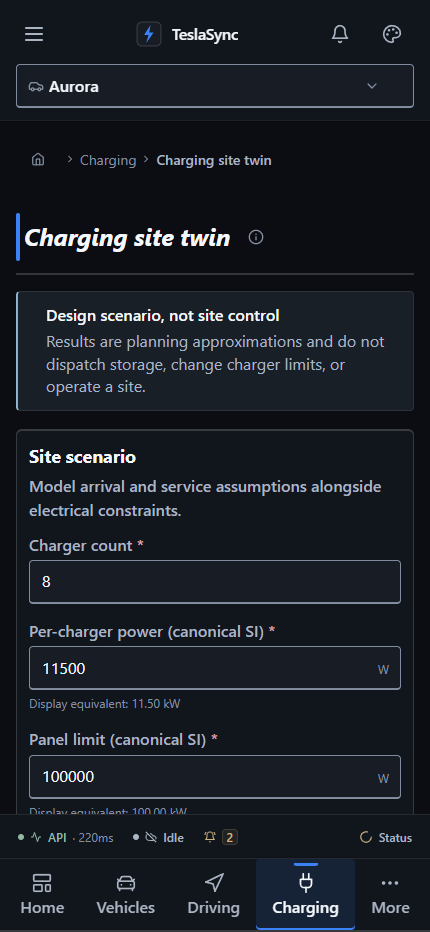 TeslaSync
Aurora
Charging
Charging site twin
Charging site twin
Design scenario, not site control
Results are planning approximations and do not
dispatch storage, change charger limits, or
operate a site.
Site scenario
Model arrival and service assumptions alongside
electrical constraints.
Charger count *
8
Per-charger power (canonical SI) *
11500 W
Display equivalent: 11.50 kW
Panel limit (canonical SI) *
100000 W
Display equivalent: 100.00 kW
API · 220ms Idle 2 Status
Home Vehicles Driving Charging More